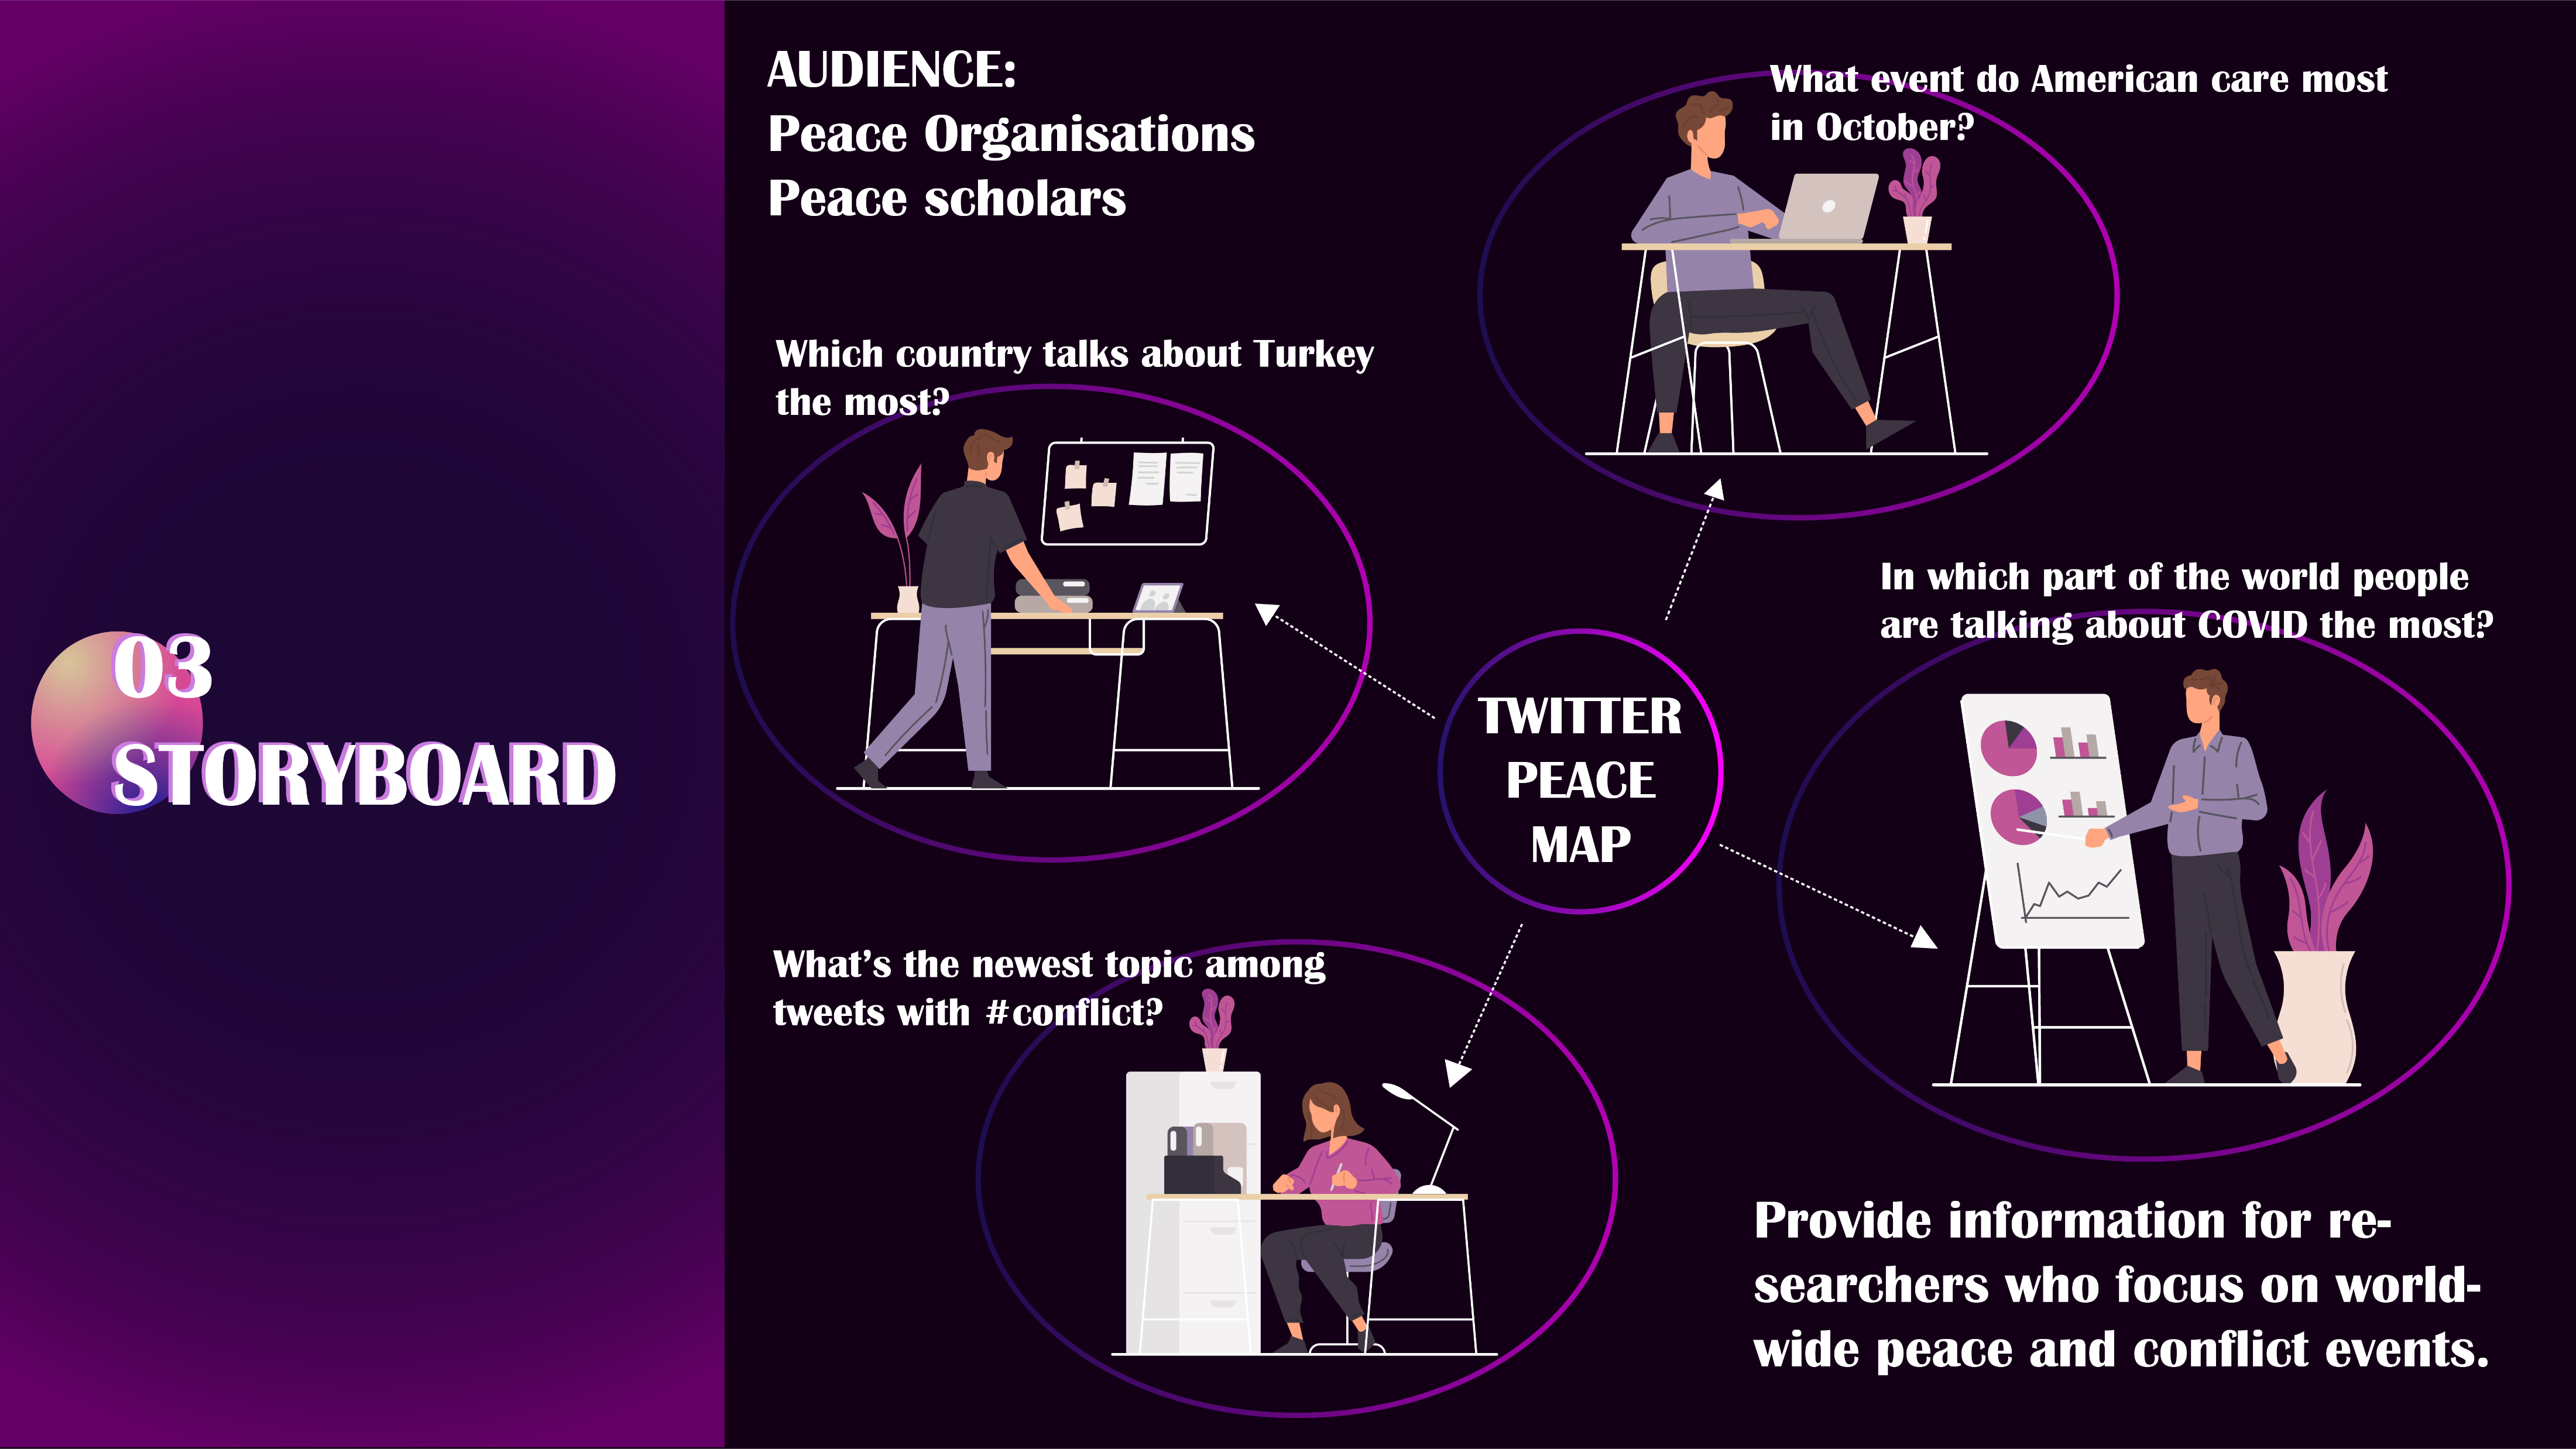 03
STORYBOARD
AUDIENCE:
Peace Organisations
Peace scholars
What event do American care most
in October?
Which country talks about Turkey
the most?
In which part of the world people
are talking about COVID the most?
TWITTER
PEACE
MAP
What's the newest topic among
tweets with #conflict?
Provide information for re-
searchers who focus on world-
wide peace and conflict events.